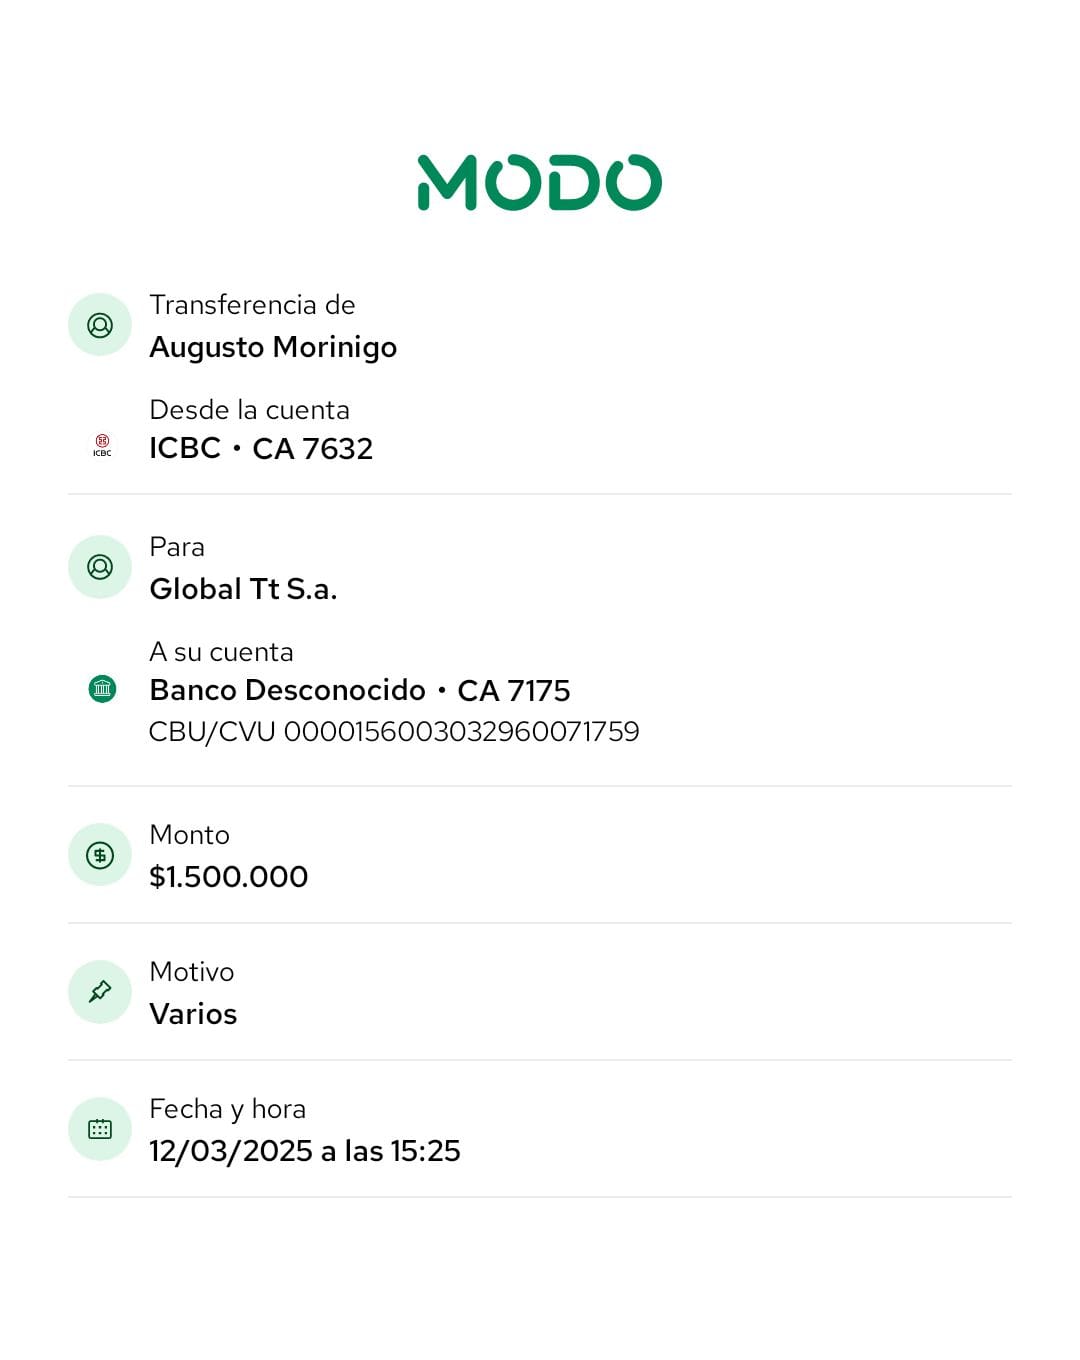 MODO
Transferencia de
Augusto Morinigo
Desde la cuenta
ICBC
ICBC • CA 7632
Para
Global Tt S.a.
A su cuenta
Banco Desconocido • CA 7175
CBU/CVU 0000156003032960071759
Monto
$1.500.000
Motivo
Varios
Fecha y hora
12/03/2025 a las 15:25